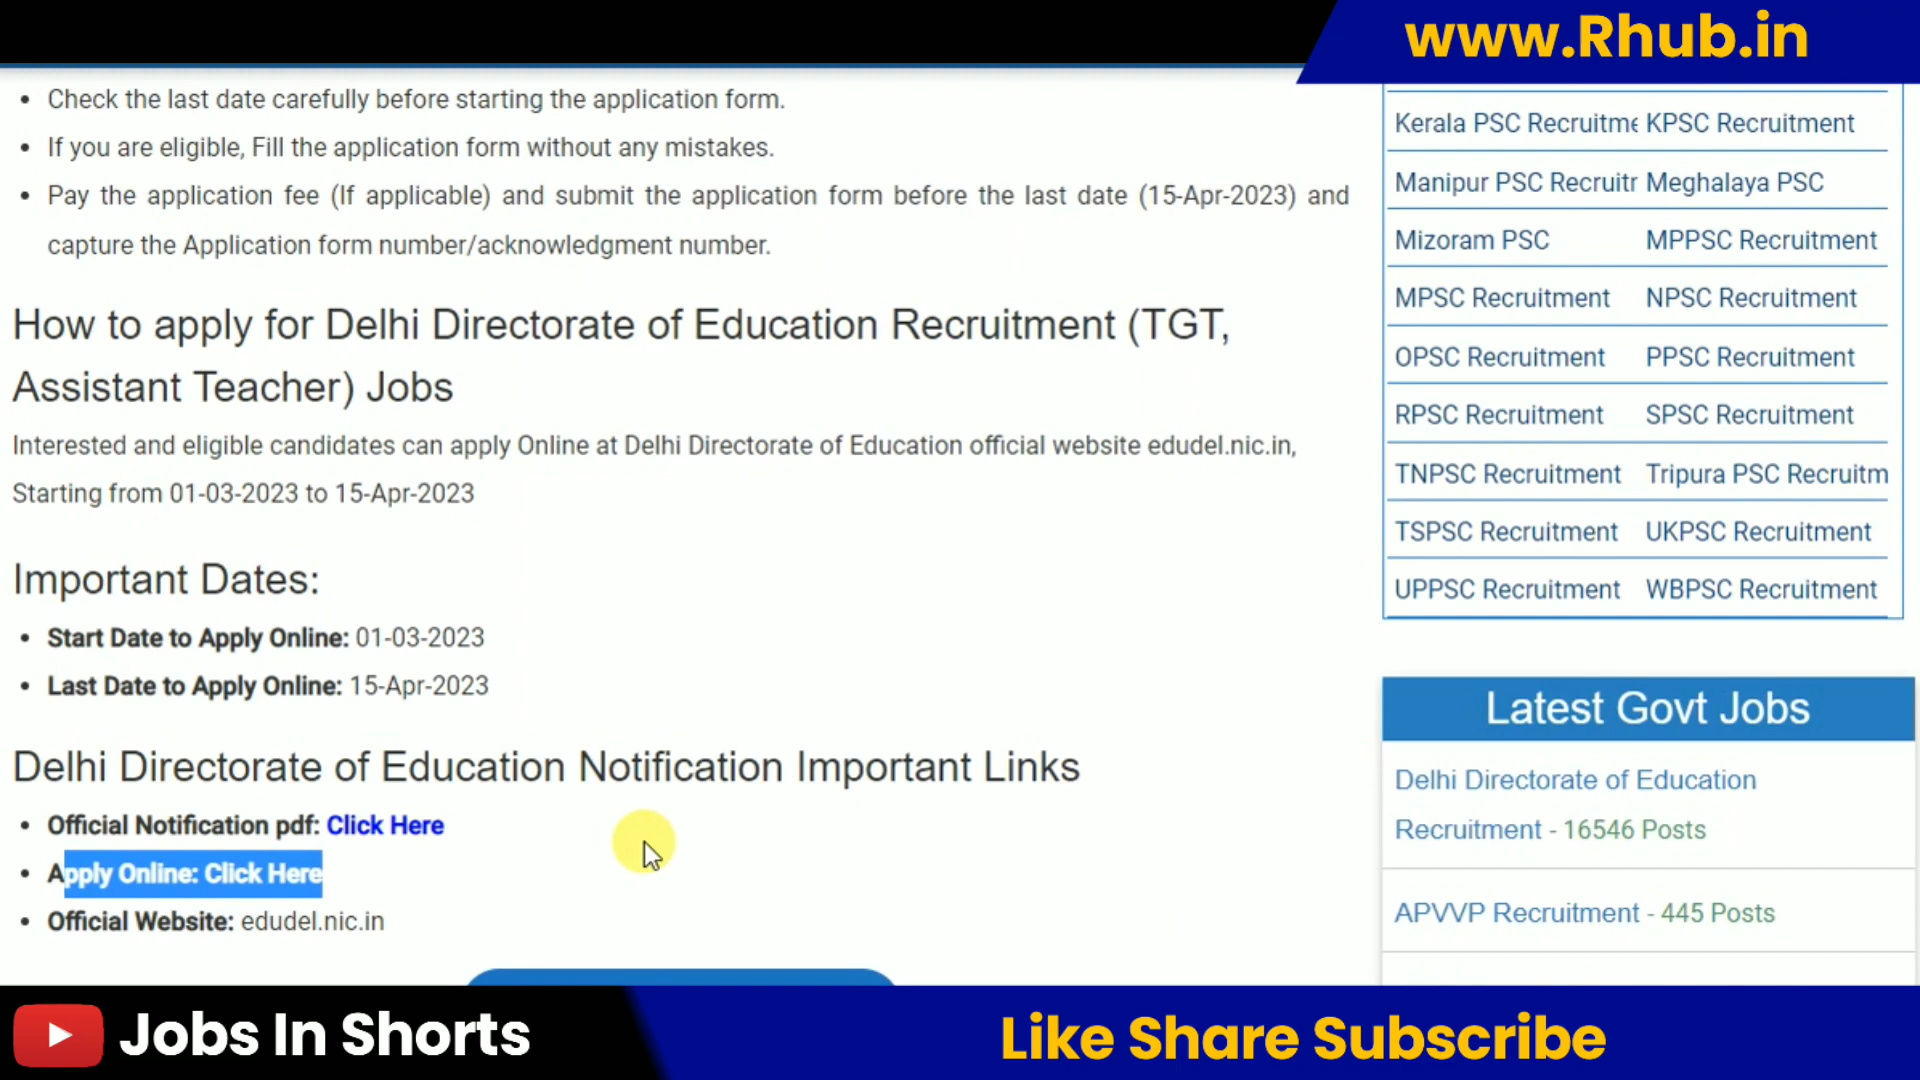 www.Rhub.in
• Check the last date carefully before starting the application form.
• If you are eligible, Fill the application form without any mistakes.
• Pay the application fee (If applicable) and submit the application form before the last date (15-Apr-2023) and
capture the Application form number/acknowledgment number.
How to apply for Delhi Directorate of Education Recruitment (TGT,
Assistant Teacher) Jobs
Interested and eligible candidates can apply Online at Delhi Directorate of Education official website edudel.nic.in,
Starting from 01-03-2023 to 15-Apr-2023
Important Dates:
• Start Date to Apply Online: 01-03-2023
• Last Date to Apply Online: 15-Apr-2023
Delhi Directorate of Education Notification Important Links
• Official Notification pdf: Click Here
• Apply Online: Click Here
• Official Website: edudel.nic.in
Kerala PSC Recruitme KPSC Recruitment
Manipur PSC Recruitr Meghalaya PSC
Mizoram PSC MPPSC Recruitment
MPSC Recruitment NPSC Recruitment
OPSC Recruitment PPSC Recruitment
RPSC Recruitment SPSC Recruitment
TNPSC Recruitment Tripura PSC Recruitm
TSPSC Recruitment UKPSC Recruitment
UPPSC Recruitment WBPSC Recruitment
Latest Govt Jobs
Delhi Directorate of Education
Recruitment - 16546 Posts
APVVP Recruitment - 445 Posts
Jobs In Shorts
Like Share Subscribe